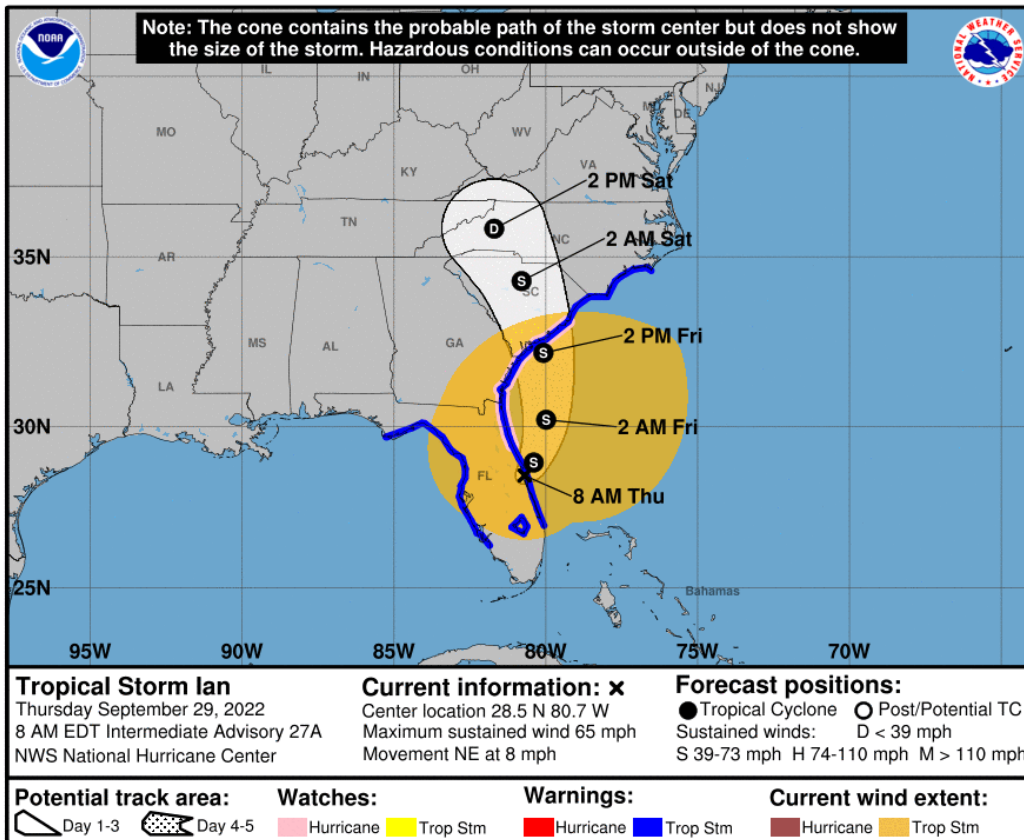 Note: The cone contains the probable path of the storm center but does not show
the size of the storm. Hazardous conditions can occur outside of the cone.
NOAA
NATIONAL WEATHER SERVICE
IL
IN
OH
NJ
DE
MO
WV
KY
VA
2 PM Sat
TN
NC
2 AM Sat
35N
AR
SC
MS
AL
GA
2 PM Fri
LA
30N
2 AM Fri
FL
8 AM Thu
25N
Bahamas
95W
90W
85W
80W
75W
70W
S
S
S
S
D
Tropical Storm Ian
Thursday September 29, 2022
8 AM EDT Intermediate Advisory 27A
NWS National Hurricane Center
Current information: ×
Center location 28.5 N 80.7 W
Maximum sustained wind 65 mph
Movement NE at 8 mph
Forecast positions:
Tropical Cyclone Post/Potential TC
Sustained winds: D < 39 mph
S 39-73 mph H 74-110 mph M > 110 mph
Potential track area:
Day 1-3 Day 4-5
Watches:
Hurricane Trop Stm
Warnings:
Hurricane Trop Stm
Current wind extent:
Hurricane Trop Stm